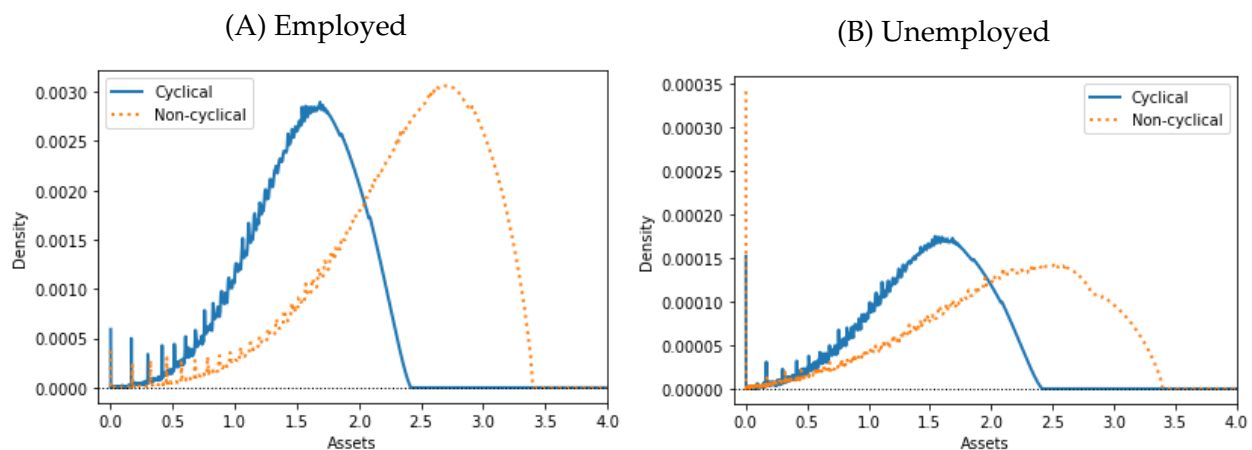 (A) Employed
Cyclical
Non-cyclical
0.0030
0.0025
0.0020
0.0015
0.0010
0.0005
0.0000
Density
0.0 0.5 1.0 1.5 2.0 2.5 3.0 3.5 4.0
Assets
(B) Unemployed
Cyclical
Non-cyclical
0.00035
0.00030
0.00025
0.00020
0.00015
0.00010
0.00005
0.00000
Density
0.0 0.5 1.0 1.5 2.0 2.5 3.0 3.5 4.0
Assets